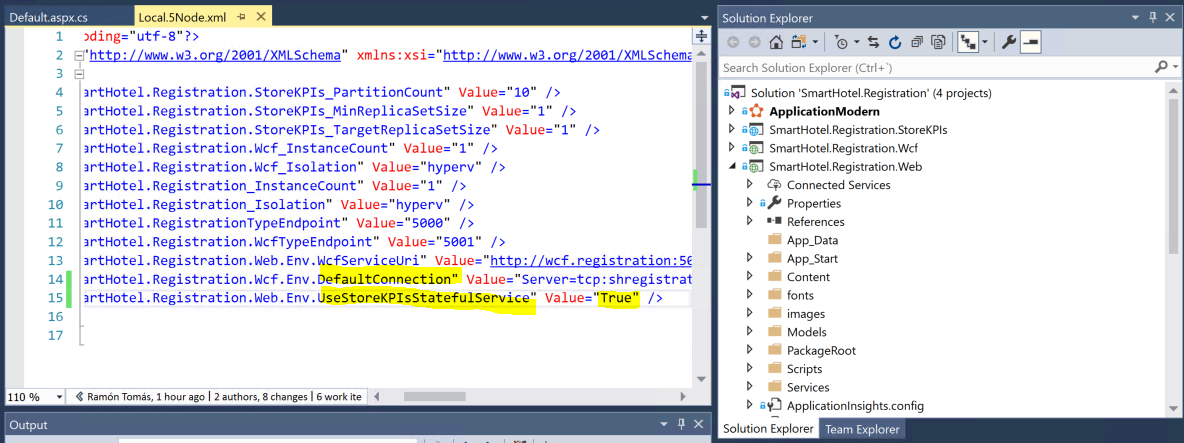 Default.aspx.cs
Local.5Node.xml
1 oding="utf-8"?>
2 "http://www.w3.org/2001/XMLSchema" xmlns:xsi="http://www.w3.org/2001/XMLSchema
3
4 artHotel.Registration.StoreKPIs_PartitionCount" Value="10" />
5 artHotel.Registration.StoreKPIs_MinReplicaSetSize" Value="1" />
6 artHotel.Registration.StoreKPIs_TargetReplicaSetSize" Value="1" />
7 artHotel.Registration.Wcf_InstanceCount" Value="1" />
8 artHotel.Registration.Wcf_Isolation" Value="hyperv" />
9 artHotel.Registration_InstanceCount" Value="1" />
10 artHotel.Registration_Isolation" Value="hyperv" />
11 artHotel.RegistrationTypeEndpoint" Value="5000" />
12 artHotel.Registration.WcfTypeEndpoint" Value="5001" />
13 artHotel.Registration.Web.Env.WcfServiceUri" Value="http://wcf.registration:50
14 artHotel.Registration.Wcf.Env.DefaultConnection" Value="Server=tcp:shregistrat
15 artHotel.Registration.Web.Env.UseStoreKPIsStatefulService" Value="True" />
16
17
110 %
Ramón Tomás, 1 hour ago | 2 authors, 8 changes | 6 work ite
Output
Solution Explorer
Search Solution Explorer (Ctrl+`)
Solution 'SmartHotel.Registration' (4 projects)
ApplicationModern
SmartHotel.Registration.StoreKPIs
SmartHotel.Registration.Wcf
SmartHotel.Registration.Web
Connected Services
Properties
References
App_Data
App_Start
Content
fonts
images
Models
PackageRoot
Scripts
Services
ApplicationInsights.config
Solution Explorer
Team Explorer